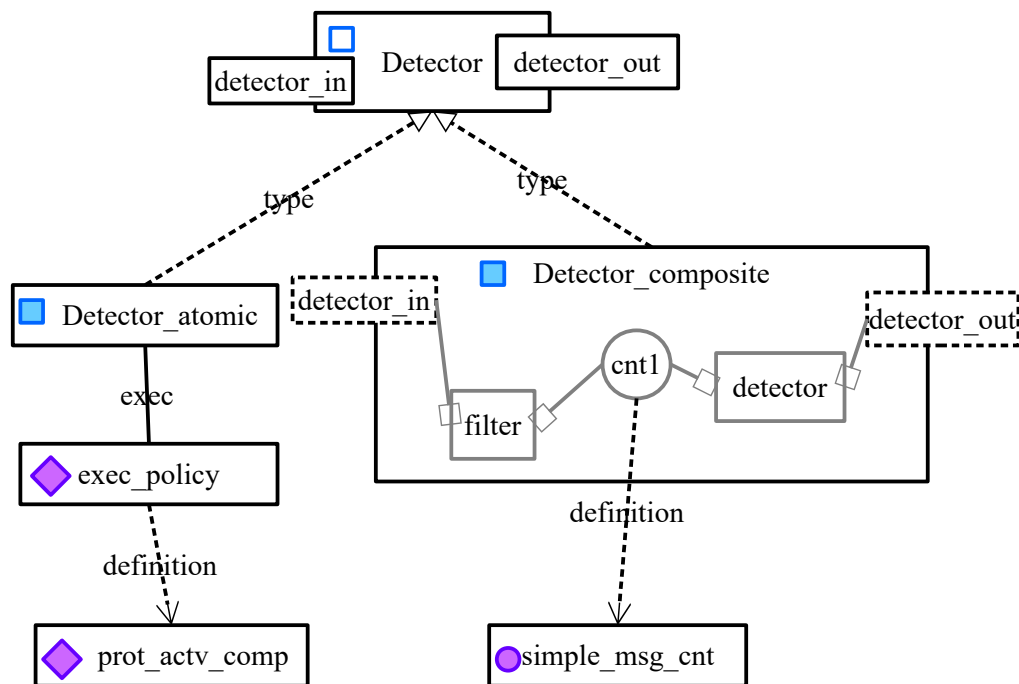 Detector
detector_in
detector_out
type
type
Detector_composite
detector_in
detector_out
Detector_atomic
cnt1
detector
filter
exec
exec_policy
definition
definition
prot_actv_comp
simple_msg_cnt